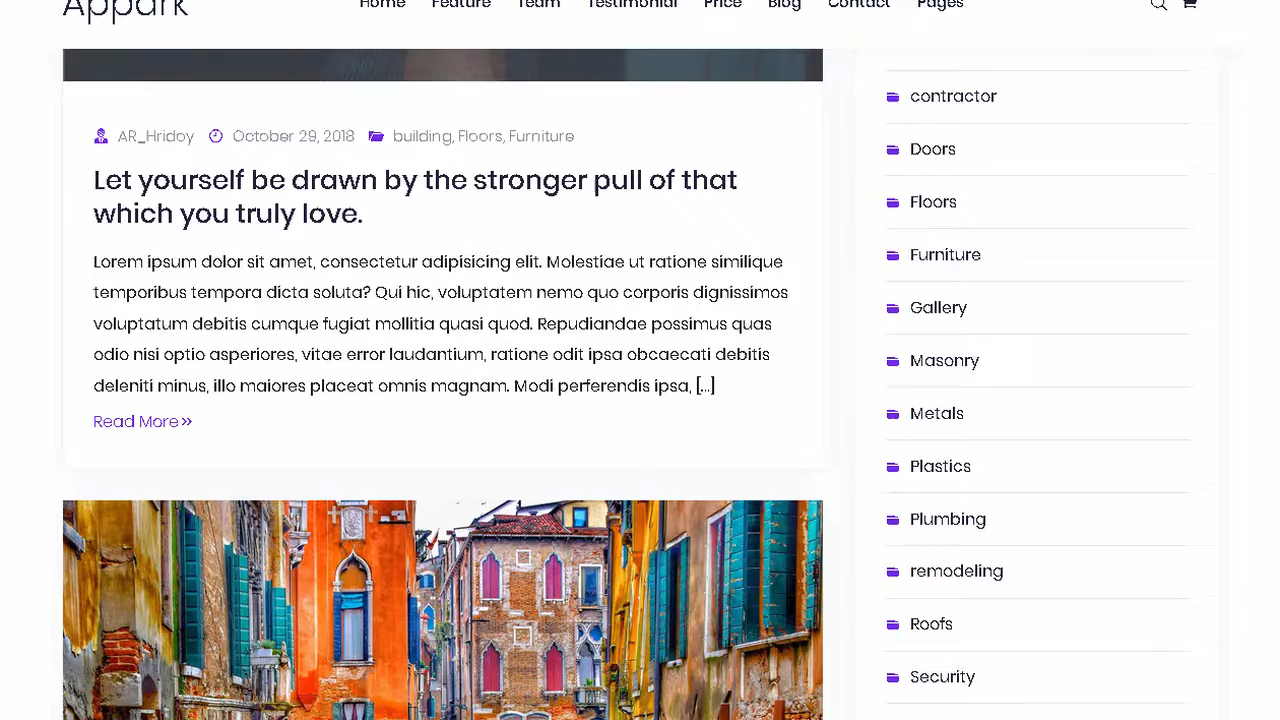 Appark
Home Feature Team Testimonial Price Blog Contact Pages
AR_Hridoy October 29, 2018 building, Floors, Furniture
Let yourself be drawn by the stronger pull of that
which you truly love.
Lorem ipsum dolor sit amet, consectetur adipisicing elit. Molestiae ut ratione similique
temporibus tempora dicta soluta? Qui hic, voluptatem nemo quo corporis dignissimos
voluptatum debitis cumque fugiat mollitia quasi quod. Repudiandae possimus quas
odio nisi optio asperiores, vitae error laudantium, ratione odit ipsa obcaecati debitis
deleniti minus, illo maiores placeat omnis magnam. Modi perferendis ipsa, [...]
Read More»
contractor
Doors
Floors
Furniture
Gallery
Masonry
Metals
Plastics
Plumbing
remodeling
Roofs
Security